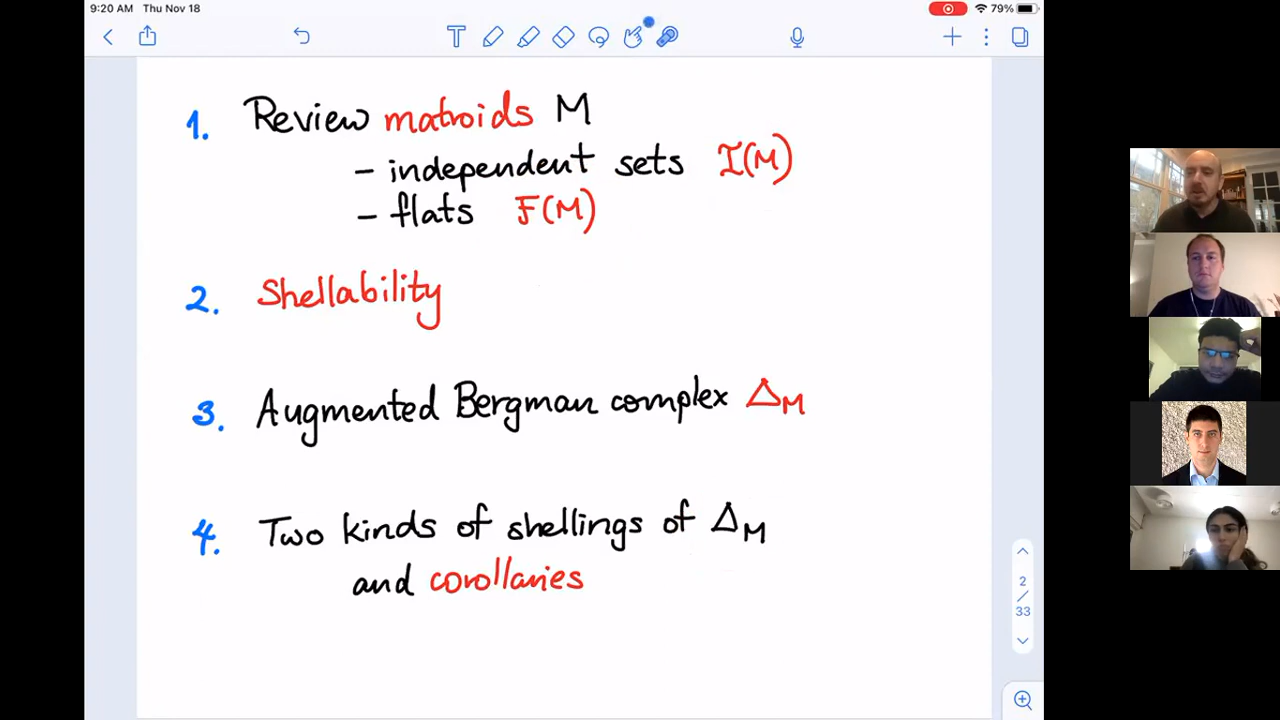 9:20 AM Thu Nov 18
79%
1. Review matroids M
– independent sets I(M)
– flats F(M)
2. Shellability
3. Augmented Bergman complex Δ_M
4. Two kinds of shellings of Δ_M
and corollaries
2
/
33